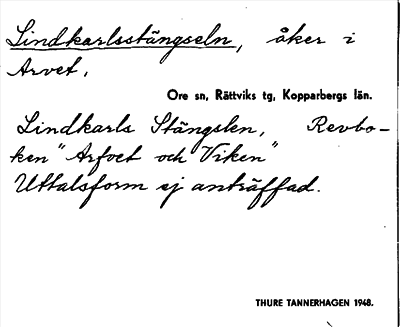 Lindkarlsstängseln, åker i
Arvet.
Ore sn, Rättviks tg, Kopparbergs län.
Lindkarls Stängslen, Revbo-
ken "Arfvet och Viken"
Uttalsform ej anträffad.
THURE TANNERHAGEN 1948.